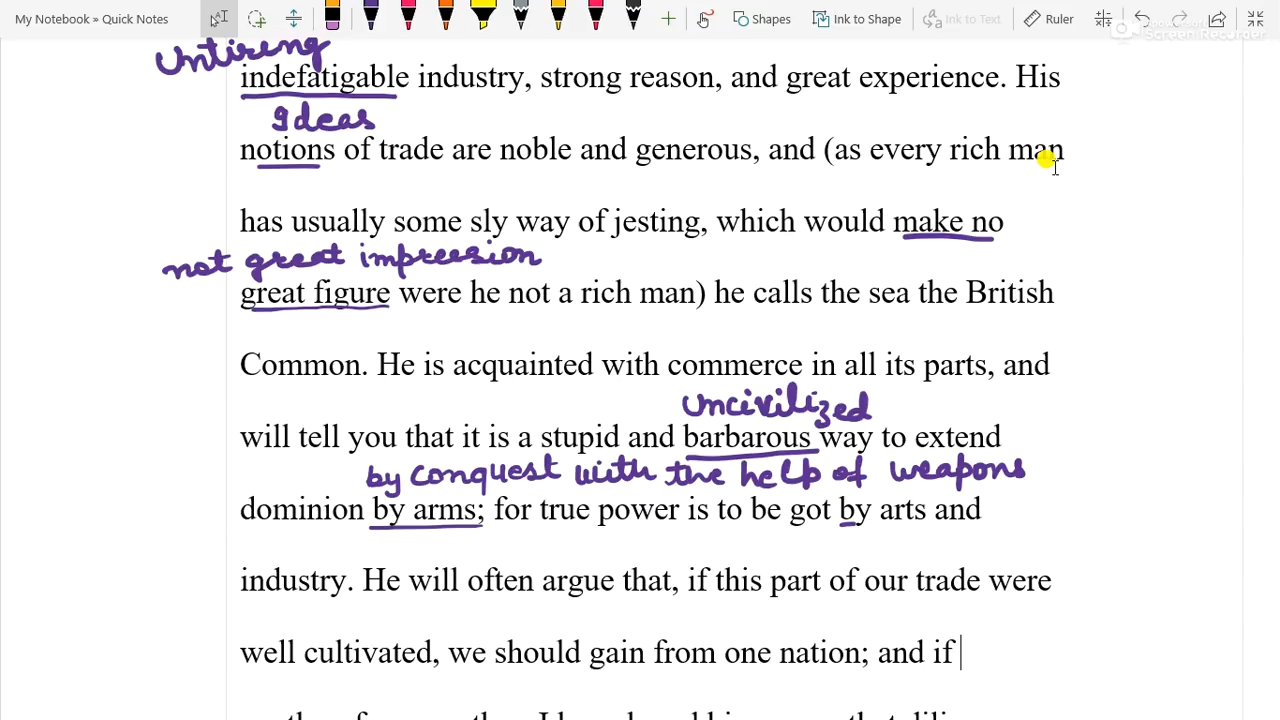 My Notebook » Quick Notes
Shapes
Ink to Shape
Ink to Text
Ruler
Screen Recorder
Untireng
indefatigable industry, strong reason, and great experience. His
Ideas
notions of trade are noble and generous, and (as every rich man
has usually some sly way of jesting, which would make no
not great impression
great figure were he not a rich man) he calls the sea the British
Common. He is acquainted with commerce in all its parts, and
uncivilized
will tell you that it is a stupid and barbarous way to extend
by conquest with the help of weapons
dominion by arms; for true power is to be got by arts and
industry. He will often argue that, if this part of our trade were
well cultivated, we should gain from one nation; and if